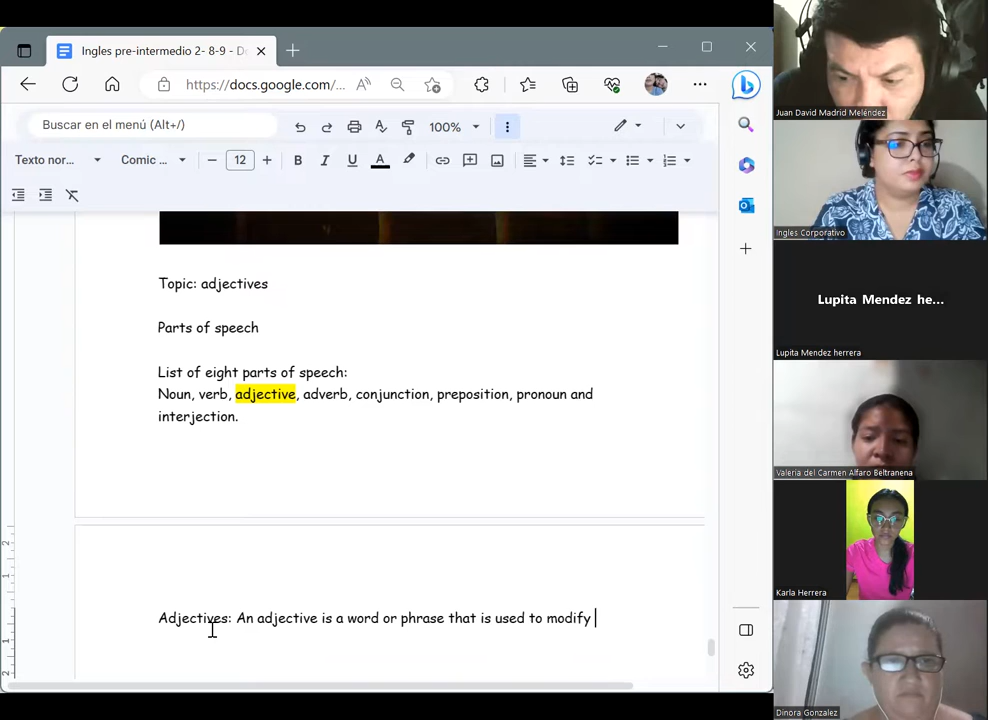 Ingles pre-intermedio 2- 8-9 - D
https://docs.google.com/...
Buscar en el menú (Alt+/)
100%
Texto nor...
Comic ...
12
B
I
U
A
Topic: adjectives
Parts of speech
List of eight parts of speech:
Noun, verb, adjective, adverb, conjunction, preposition, pronoun and
interjection.
Adjectives: An adjective is a word or phrase that is used to modify
Juan David Madrid Meléndez
Ingles Corporativo
Lupita Mendez he...
Lupita Mendez herrera
Valeria del Carmen Alfaro Beltranena
Karla Herrera
Dinora Gonzalez